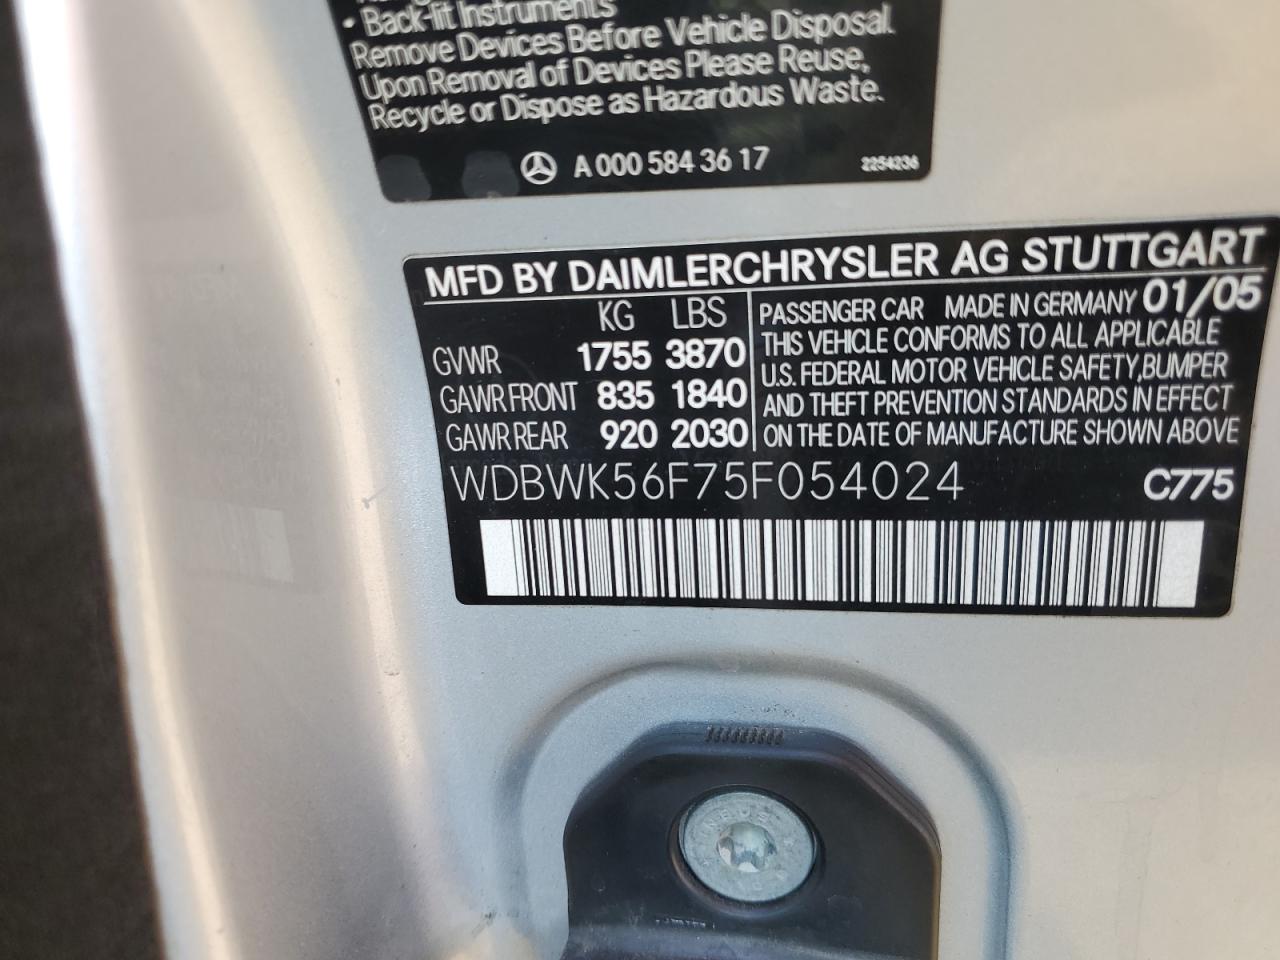 • Back-fit Instruments
Remove Devices Before Vehicle Disposal.
Upon Removal of Devices Please Reuse,
Recycle or Dispose as Hazardous Waste.
A 000 584 36 17 2254236
MFD BY DAIMLERCHRYSLER AG STUTTGART
KG LBS
GVWR 1755 3870
GAWR FRONT 835 1840
GAWR REAR 920 2030
PASSENGER CAR MADE IN GERMANY 01/05
THIS VEHICLE CONFORMS TO ALL APPLICABLE
U.S. FEDERAL MOTOR VEHICLE SAFETY,BUMPER
AND THEFT PREVENTION STANDARDS IN EFFECT
ON THE DATE OF MANUFACTURE SHOWN ABOVE
WDBWK56F75F054024 C775